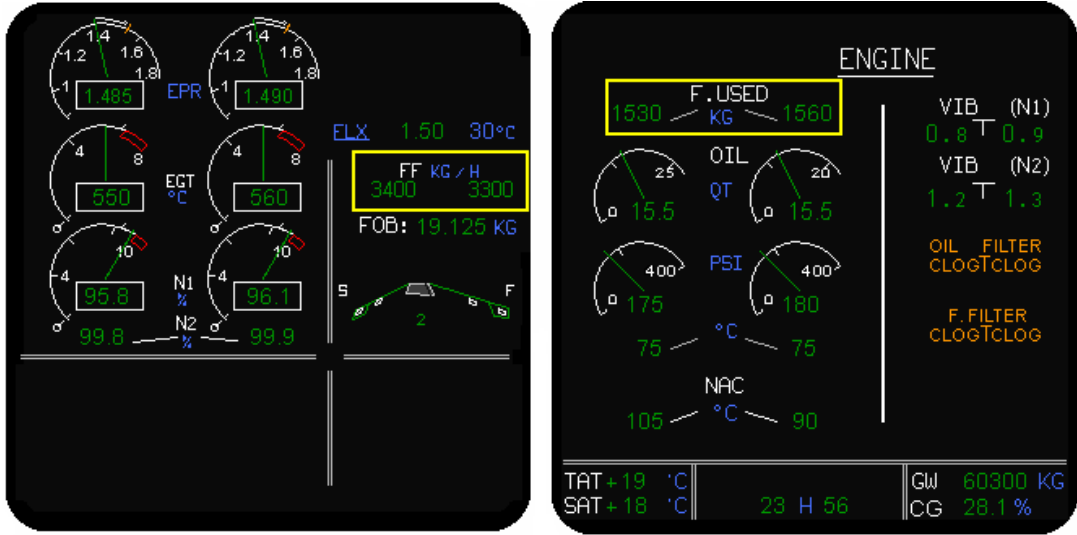 1.4 1.4
1.2 1.6 1.2 1.6
1 1.8 1 1.8
1.485 EPR 1.490
FLX 1.50 30°C
4 8 4 8
550 EGT °C 560
FF KG/H
3400 3300
FOB: 19.125 KG
4 10 4 10
95.8 N1 % 96.1
99.8 N2 % 99.9
S F
2
ENGINE
F.USED
1530 KG 1560
OIL
25 20
0 QT 0
15.5 15.5
400 PSI 400
0 0
175 180
75 °C 75
NAC
105 °C 90
VIB (N1)
0.8 0.9
VIB (N2)
1.2 1.3
OIL FILTER
CLOG CLOG
F.FILTER
CLOG CLOG
TAT +19 °C
SAT +18 °C
23 H 56
GW 60300 KG
CG 28.1 %